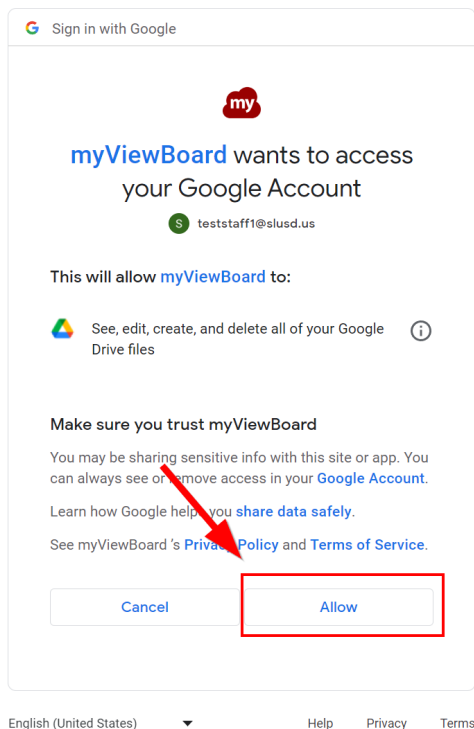 Sign in with Google
my
myViewBoard wants to access
your Google Account
S teststaff1@slusd.us
This will allow myViewBoard to:
See, edit, create, and delete all of your Google
Drive files
Make sure you trust myViewBoard
You may be sharing sensitive info with this site or app. You
can always see or remove access in your Google Account.
Learn how Google helps you share data safely.
See myViewBoard 's Privacy Policy and Terms of Service.
Cancel Allow
English (United States) Help Privacy Terms